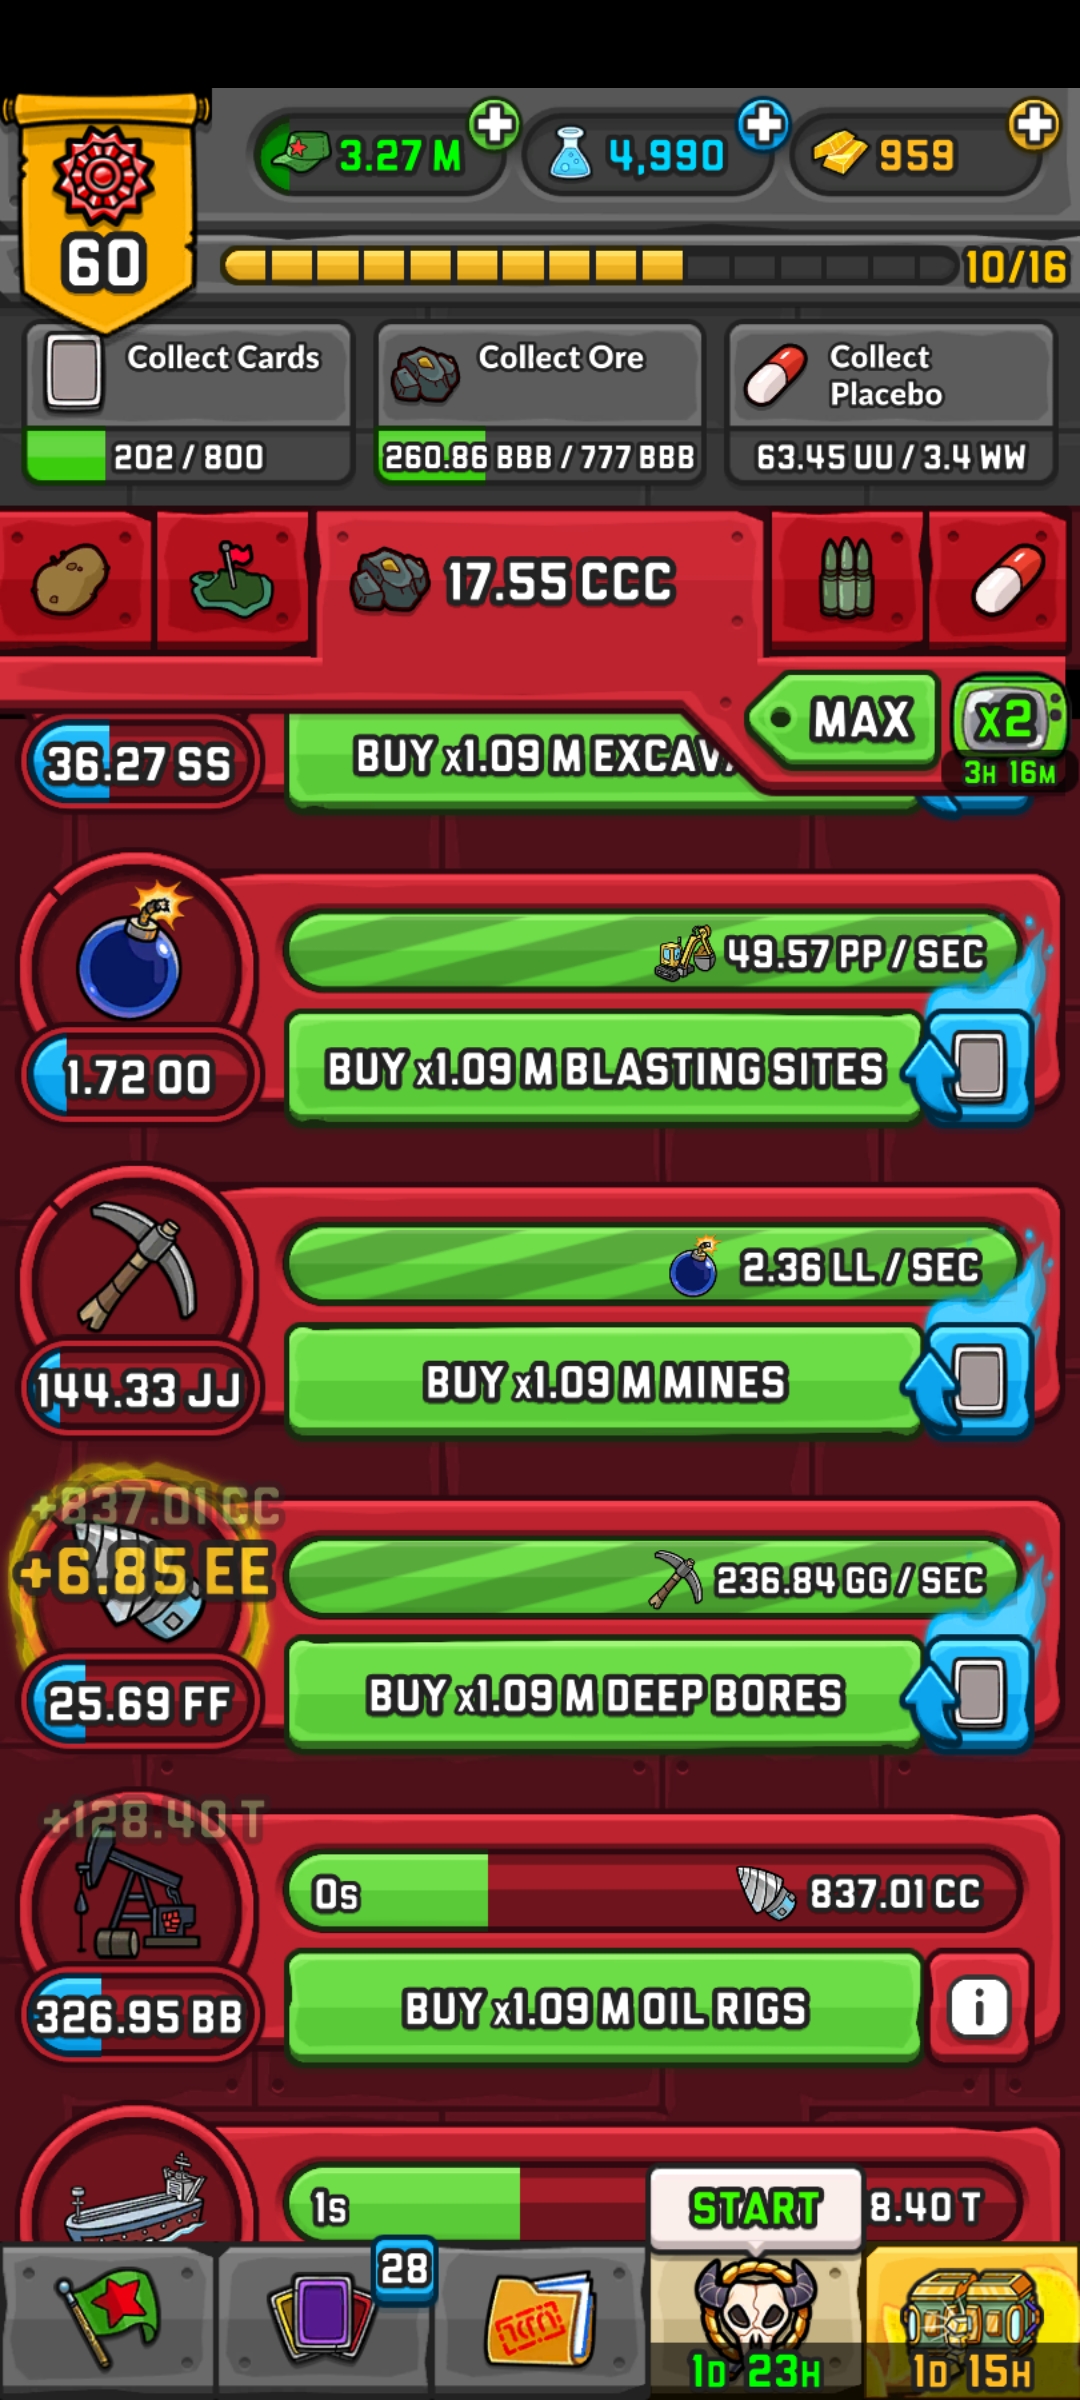 3.27 M
4,990
959
60
10/16
Collect Cards
202 / 800
Collect Ore
260.86 BBB / 777 BBB
Collect
Placebo
63.45 UU / 3.4 WW
17.55 CCC
MAX
x2
3H 16M
36.27 SS
BUY x1.09 M
49.57 PP / SEC
1.72 OO
BUY x1.09 M BLASTING SITES
2.36 LL / SEC
144.33 JJ
BUY x1.09 M MINES
+837.01 CC
+6.85 EE
236.84 GG / SEC
25.69 FF
BUY x1.09 M DEEP BORES
+128.40 T
0s
837.01 CC
326.95 BB
BUY x1.09 M OIL RIGS
i
1s
8.40 T
START
28
1D 23H
1D 15H